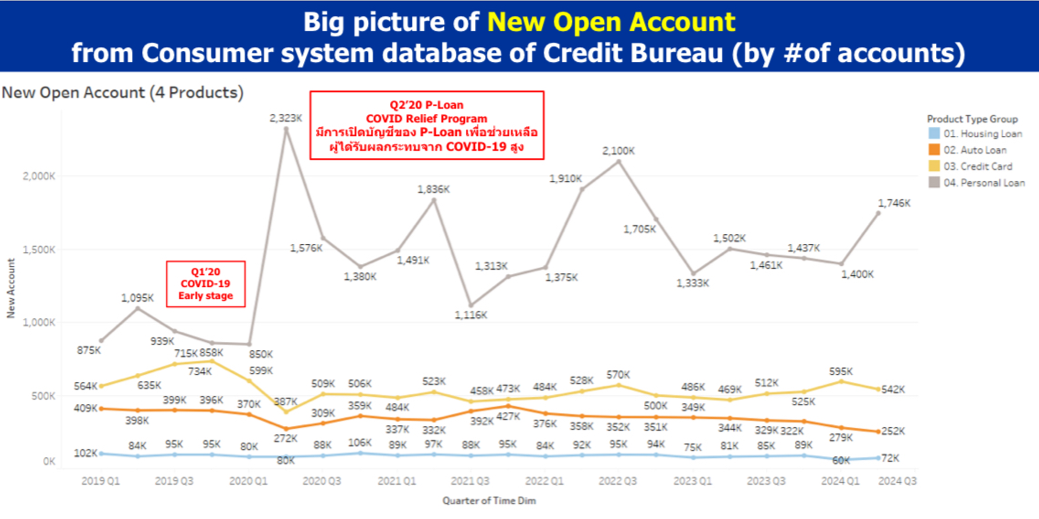 Big picture of New Open Account
from Consumer system database of Credit Bureau (by #of accounts)
New Open Account (4 Products)
Q2'20 P-Loan
COVID Relief Program
มีการเปิดบัญชีของ P-Loan เพื่อช่วยเหลือ
ผู้ได้รับผลกระทบจาก COVID-19 สูง
Q1'20
COVID-19
Early stage
Product Type Group
01. Housing Loan
02. Auto Loan
03. Credit Card
04. Personal Loan
New Account
2,000K
1,500K
1,000K
500K
0K
875K
1,095K
939K
858K
850K
2,323K
1,576K
1,380K
1,491K
1,836K
1,116K
1,313K
1,375K
1,910K
2,100K
1,705K
1,333K
1,502K
1,461K
1,437K
1,400K
1,746K
564K
635K
715K
734K
599K
387K
509K
506K
484K
523K
458K
473K
484K
528K
570K
500K
486K
469K
512K
525K
595K
542K
409K
398K
399K
396K
370K
272K
309K
359K
337K
332K
392K
427K
376K
358K
352K
351K
349K
344K
329K
322K
279K
252K
102K
84K
95K
95K
80K
80K
88K
106K
89K
97K
88K
95K
84K
92K
95K
94K
75K
81K
85K
89K
60K
72K
2019 Q1
2019 Q3
2020 Q1
2020 Q3
2021 Q1
2021 Q3
2022 Q1
2022 Q3
2023 Q1
2023 Q3
2024 Q1
2024 Q3
Quarter of Time Dim